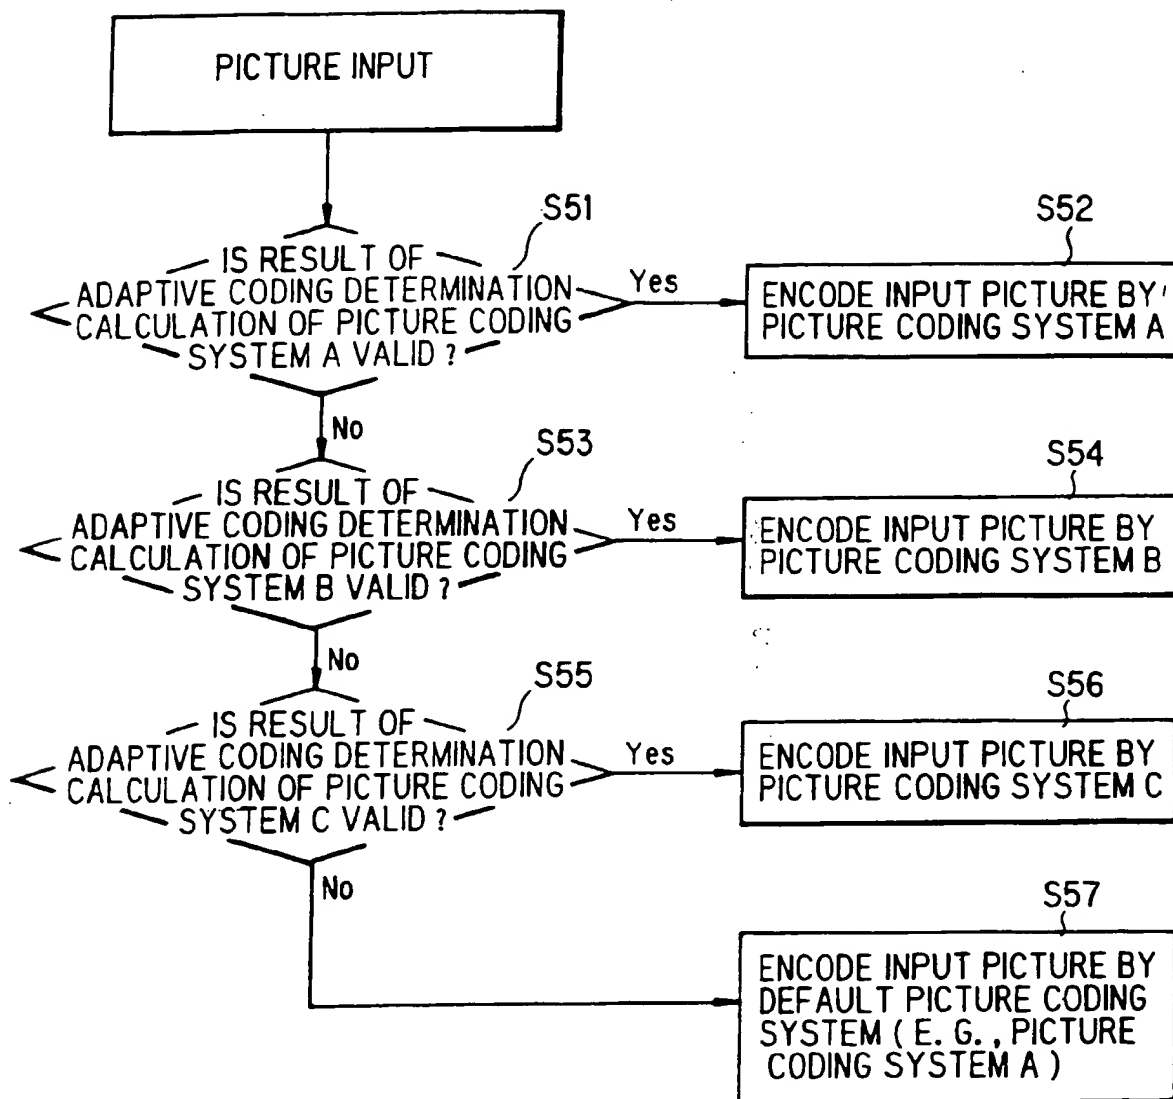 PICTURE INPUT
S51
IS RESULT OF
ADAPTIVE CODING DETERMINATION
CALCULATION OF PICTURE CODING
SYSTEM A VALID ?
Yes
S52
ENCODE INPUT PICTURE BY
PICTURE CODING SYSTEM A
No
S53
IS RESULT OF
ADAPTIVE CODING DETERMINATION
CALCULATION OF PICTURE CODING
SYSTEM B VALID ?
Yes
S54
ENCODE INPUT PICTURE BY
PICTURE CODING SYSTEM B
No
S55
IS RESULT OF
ADAPTIVE CODING DETERMINATION
CALCULATION OF PICTURE CODING
SYSTEM C VALID ?
Yes
S56
ENCODE INPUT PICTURE BY
PICTURE CODING SYSTEM C
No
S57
ENCODE INPUT PICTURE BY
DEFAULT PICTURE CODING
SYSTEM ( E. G. , PICTURE
CODING SYSTEM A )